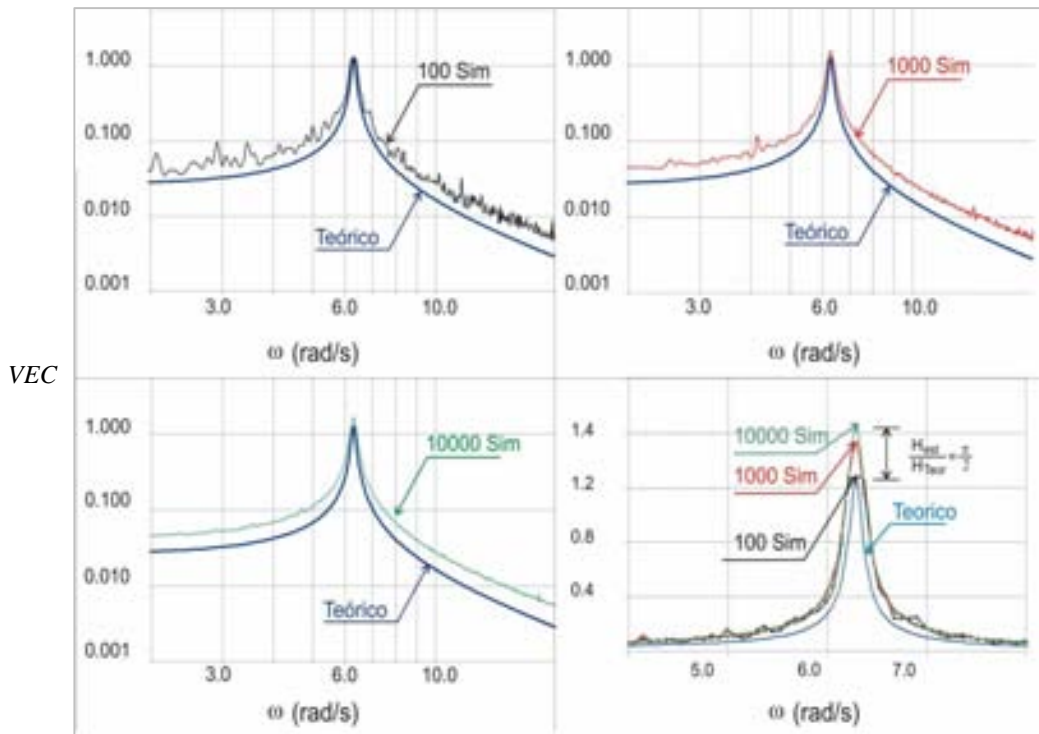 1.000
0.100
0.010
0.001
100 Sim
Teórico
3.0 6.0 10.0
ω (rad/s)
1.000
0.100
0.010
0.001
1000 Sim
Teórico
3.0 6.0 10.0
ω (rad/s)
VEC
1.000
0.100
0.010
0.001
10000 Sim
Teórico
3.0 6.0 10.0
ω (rad/s)
1.4
1.2
0.8
0.4
10000 Sim
1000 Sim
100 Sim
Teorico
5.0 6.0 7.0
ω (rad/s)